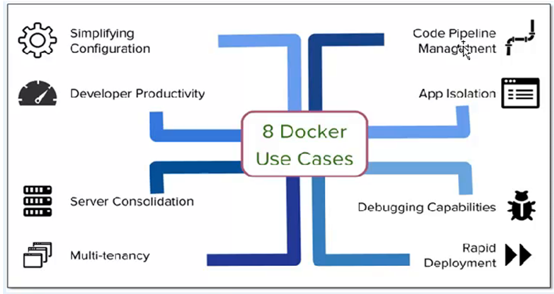 Simplifying
Configuration
Developer Productivity
Server Consolidation
Multi-tenancy
8 Docker
Use Cases
Code Pipeline
Management
App Isolation
Debugging Capabilities
Rapid
Deployment